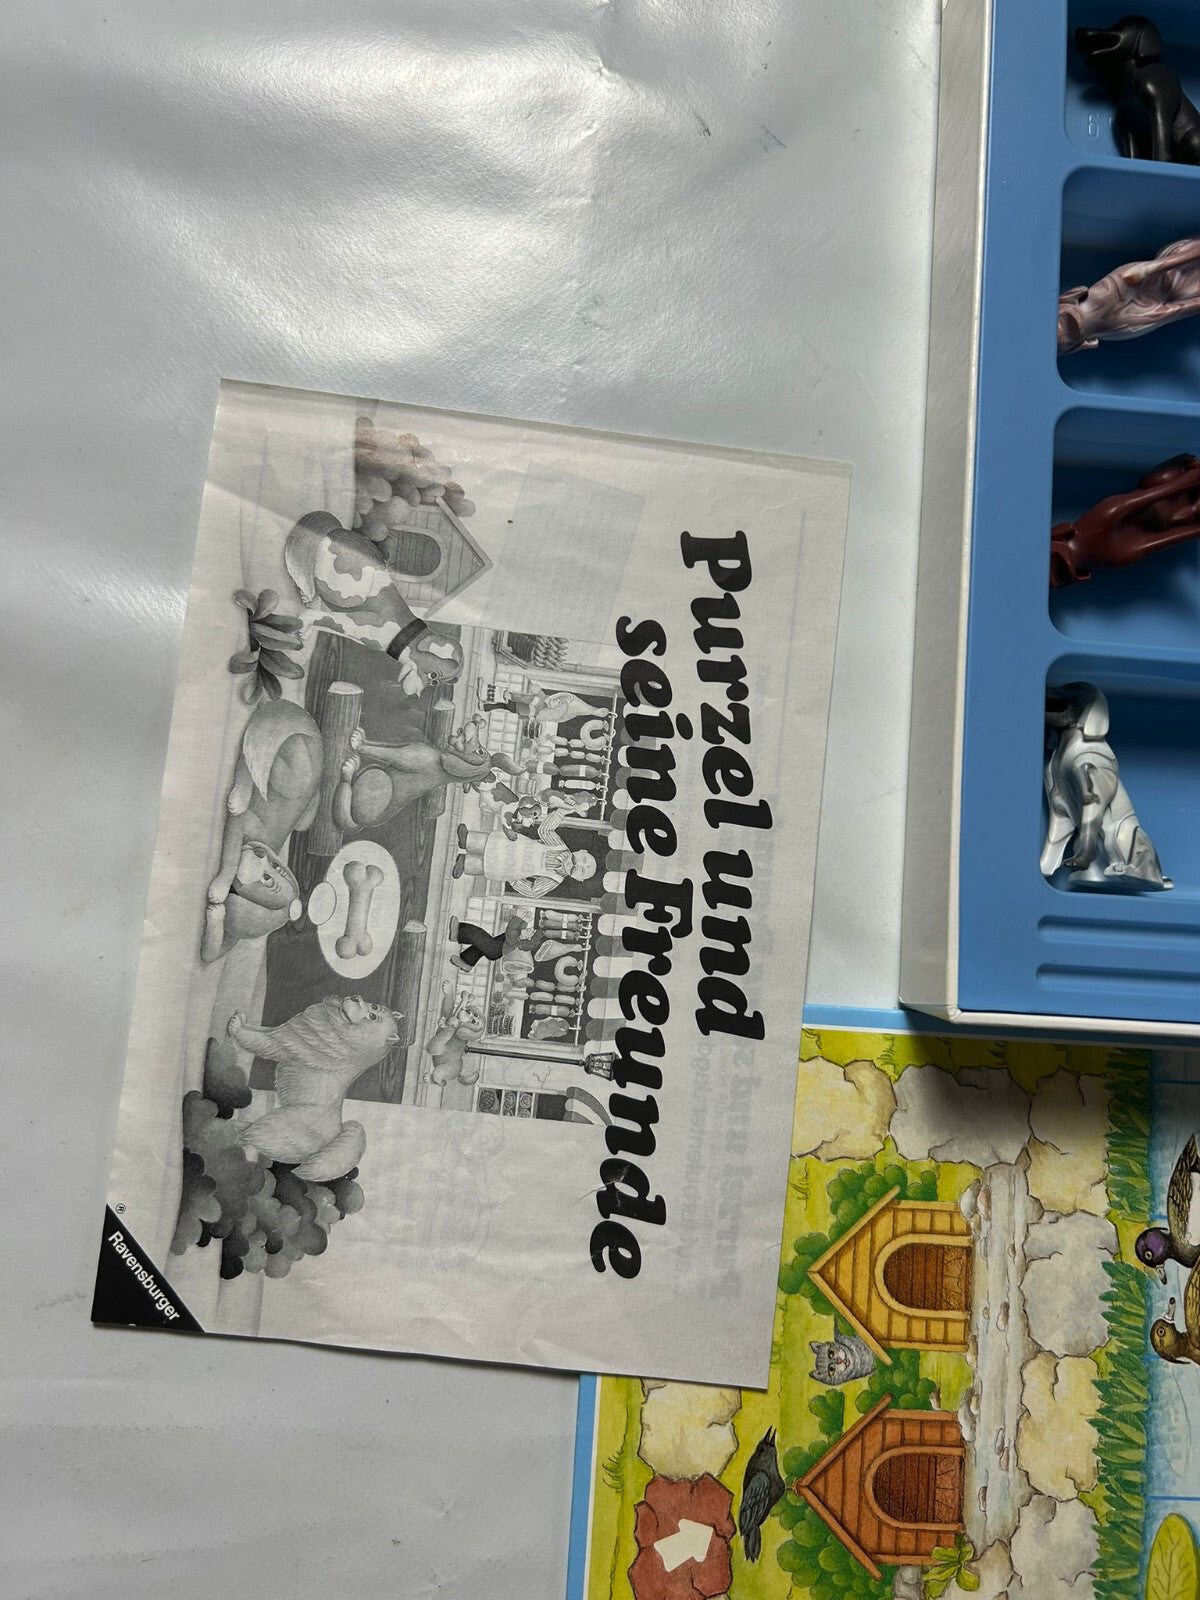 Purzel und
seine Freunde
Ravensburger
®